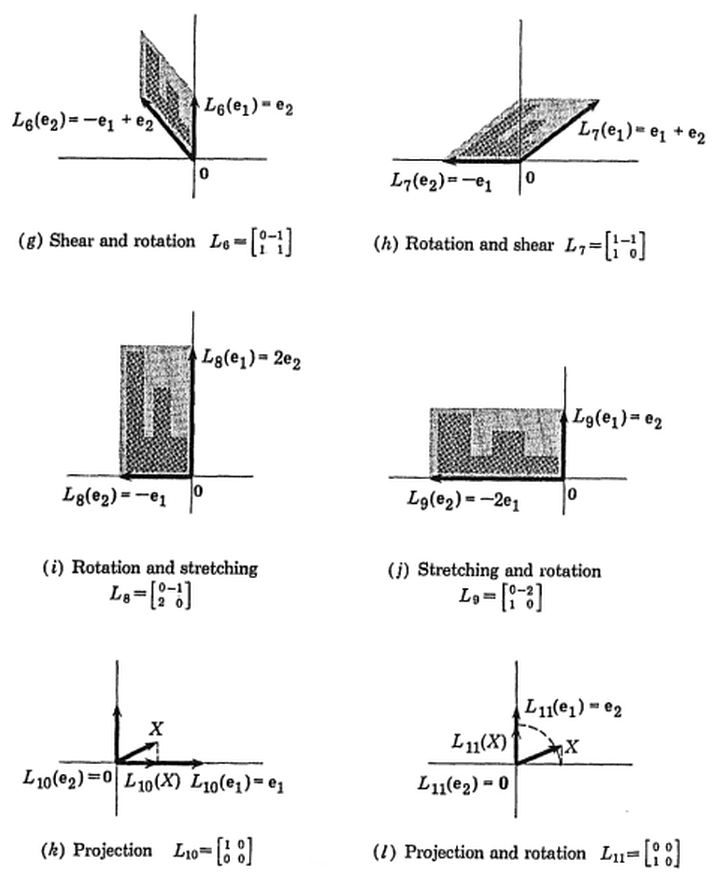 L₆(e₁) = e₂
L₆(e₂) = −e₁ + e₂
0
L₇(e₁) = e₁ + e₂
L₇(e₂) = −e₁
0
(g) Shear and rotation L₆ = [0 −1; 1 1]
(h) Rotation and shear L₇ = [1 −1; 1 0]
L₈(e₁) = 2e₂
L₈(e₂) = −e₁
0
L₉(e₁) = e₂
L₉(e₂) = −2e₁
0
(i) Rotation and stretching
L₈ = [0 −1; 2 0]
(j) Stretching and rotation
L₉ = [0 −2; 1 0]
X
L₁₀(e₂) = 0 L₁₀(X) L₁₀(e₁) = e₁
L₁₁(e₁) = e₂
L₁₁(X)
X
L₁₁(e₂) = 0
(k) Projection L₁₀ = [1 0; 0 0]
(l) Projection and rotation L₁₁ = [0 0; 1 0]